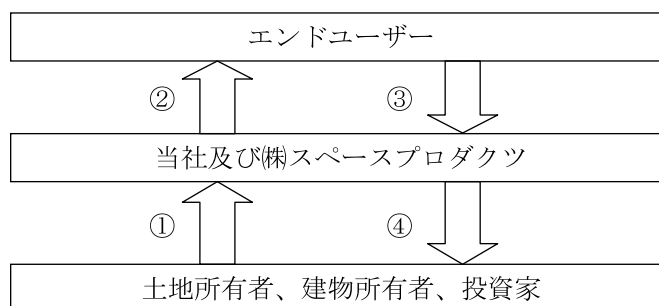 エンドユーザー
② ③
当社及び㈱スペースプロダクツ
① ④
土地所有者、建物所有者、投資家